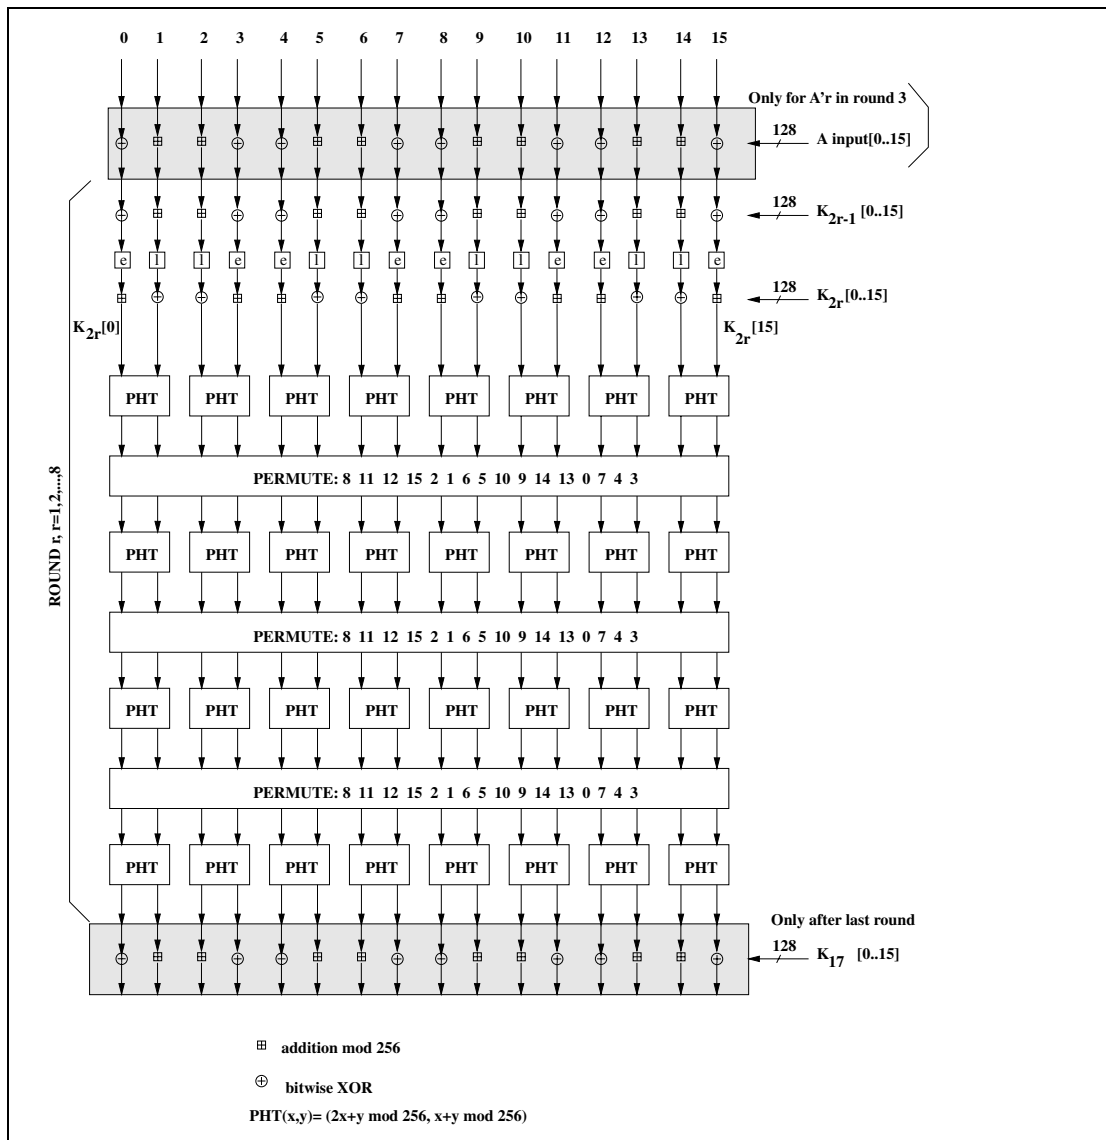 0 1 2 3 4 5 6 7 8 9 10 11 12 13 14 15
Only for A'r in round 3
128 A input[0..15]
128 K2r-1 [0..15]
e l l e e l l e e l l e e l l e
128 K2r [0..15]
K2r[0] K2r[15]
PHT PHT PHT PHT PHT PHT PHT PHT
PERMUTE: 8 11 12 15 2 1 6 5 10 9 14 13 0 7 4 3
PHT PHT PHT PHT PHT PHT PHT PHT
ROUND r, r=1,2,...,8
PERMUTE: 8 11 12 15 2 1 6 5 10 9 14 13 0 7 4 3
PHT PHT PHT PHT PHT PHT PHT PHT
PERMUTE: 8 11 12 15 2 1 6 5 10 9 14 13 0 7 4 3
PHT PHT PHT PHT PHT PHT PHT PHT
Only after last round
128 K17 [0..15]
addition mod 256
bitwise XOR
PHT(x,y)= (2x+y mod 256, x+y mod 256)